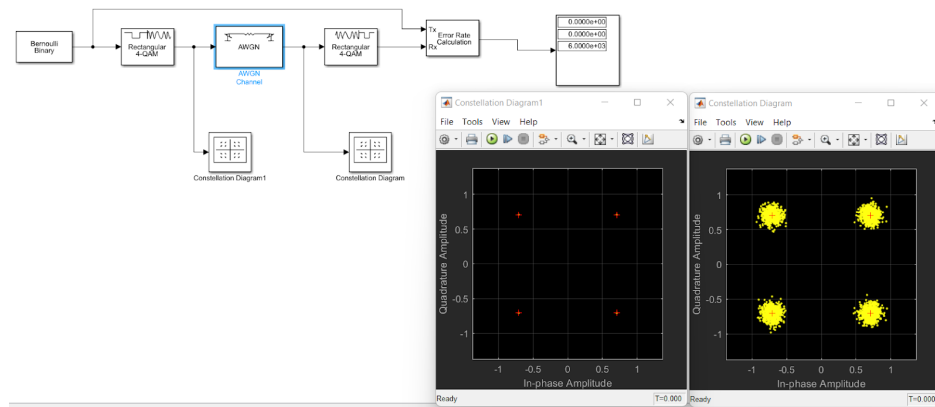 Bernoulli
Binary
Rectangular
4-QAM
AWGN
AWGN
Channel
Rectangular
4-QAM
Tx
Rx
Error Rate
Calculation
0.0000e+00
0.0000e+00
6.0000e+03
Constellation Diagram1
Constellation Diagram
Constellation Diagram1
File Tools View Help
1
0.5
0
-0.5
-1
Quadrature Amplitude
-1 -0.5 0 0.5 1
In-phase Amplitude
Ready T=0.000
Constellation Diagram
File Tools View Help
1
0.5
0
-0.5
-1
Quadrature Amplitude
-1 -0.5 0 0.5 1
In-phase Amplitude
Ready T=0.000